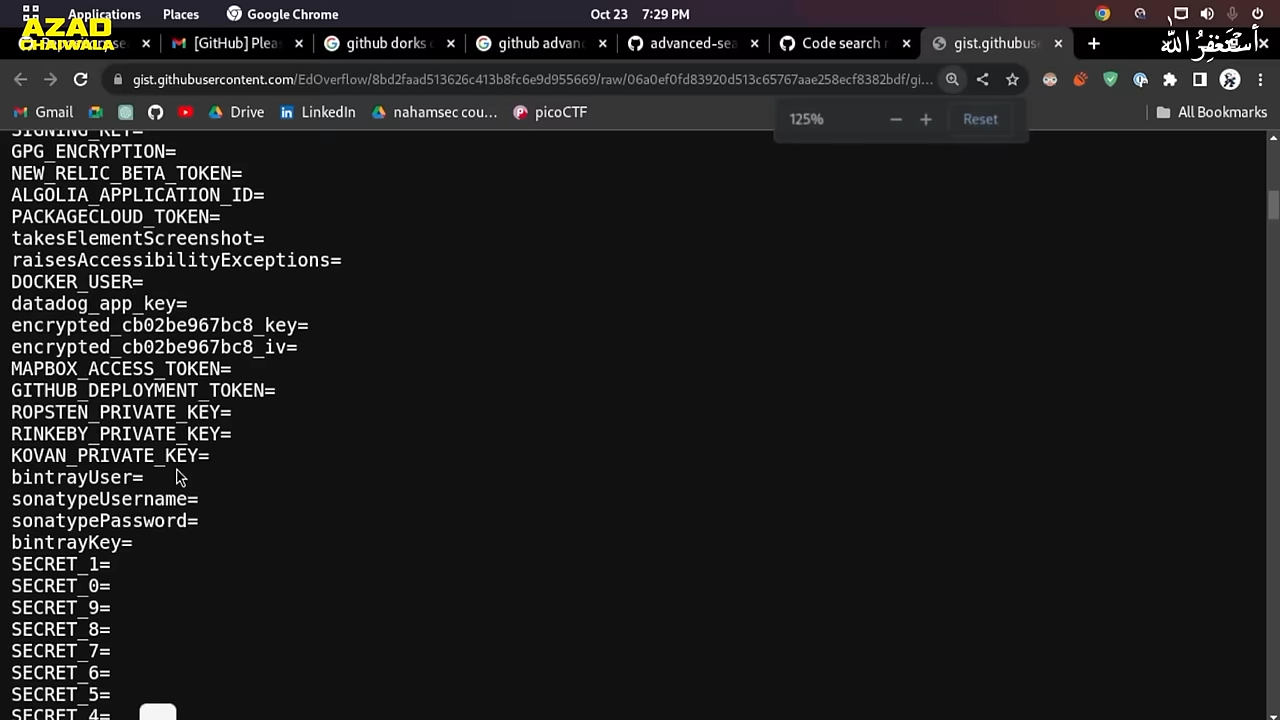 Applications Places Google Chrome Oct 23 7:29 PM
AZAD
CHAIWALA
[GitHub] Plea
github dorks
github advan
advanced-sea
Code search r
gist.githubus
أستغفر الله
gist.githubusercontent.com/EdOverflow/8bd2faad513626c413b8fc6e9d955669/raw/06a0ef0fd83920d513c65767aae258ecf8382bdf/gi...
Gmail Drive LinkedIn nahamsec cou... picoCTF All Bookmarks
125% Reset
SIGNING_KEY=
GPG_ENCRYPTION=
NEW_RELIC_BETA_TOKEN=
ALGOLIA_APPLICATION_ID=
PACKAGECLOUD_TOKEN=
takesElementScreenshot=
raisesAccessibilityExceptions=
DOCKER_USER=
datadog_app_key=
encrypted_cb02be967bc8_key=
encrypted_cb02be967bc8_iv=
MAPBOX_ACCESS_TOKEN=
GITHUB_DEPLOYMENT_TOKEN=
ROPSTEN_PRIVATE_KEY=
RINKEBY_PRIVATE_KEY=
KOVAN_PRIVATE_KEY=
bintrayUser=
sonatypeUsername=
sonatypePassword=
bintrayKey=
SECRET_1=
SECRET_0=
SECRET_9=
SECRET_8=
SECRET_7=
SECRET_6=
SECRET_5=
SECRET_4=